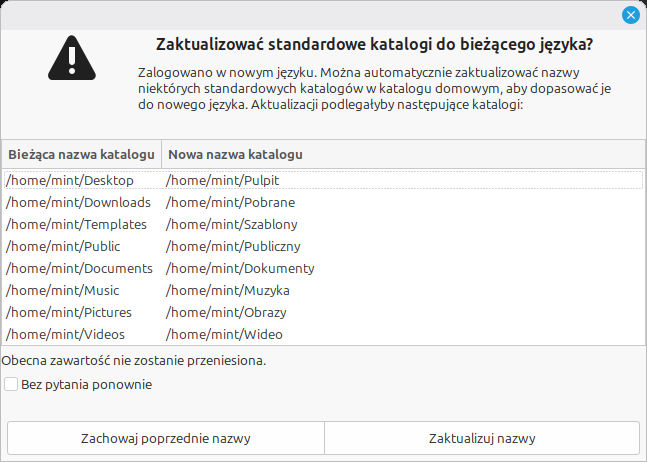 Zaktualizować standardowe katalogi do bieżącego języka?
Zalogowano w nowym języku. Można automatycznie zaktualizować nazwy
niektórych standardowych katalogów w katalogu domowym, aby dopasować je
do nowego języka. Aktualizacji podlegałyby następujące katalogi:
Bieżąca nazwa katalogu Nowa nazwa katalogu
/home/mint/Desktop /home/mint/Pulpit
/home/mint/Downloads /home/mint/Pobrane
/home/mint/Templates /home/mint/Szablony
/home/mint/Public /home/mint/Publiczny
/home/mint/Documents /home/mint/Dokumenty
/home/mint/Music /home/mint/Muzyka
/home/mint/Pictures /home/mint/Obrazy
/home/mint/Videos /home/mint/Wideo
Obecna zawartość nie zostanie przeniesiona.
Bez pytania ponownie
Zachowaj poprzednie nazwy Zaktualizuj nazwy